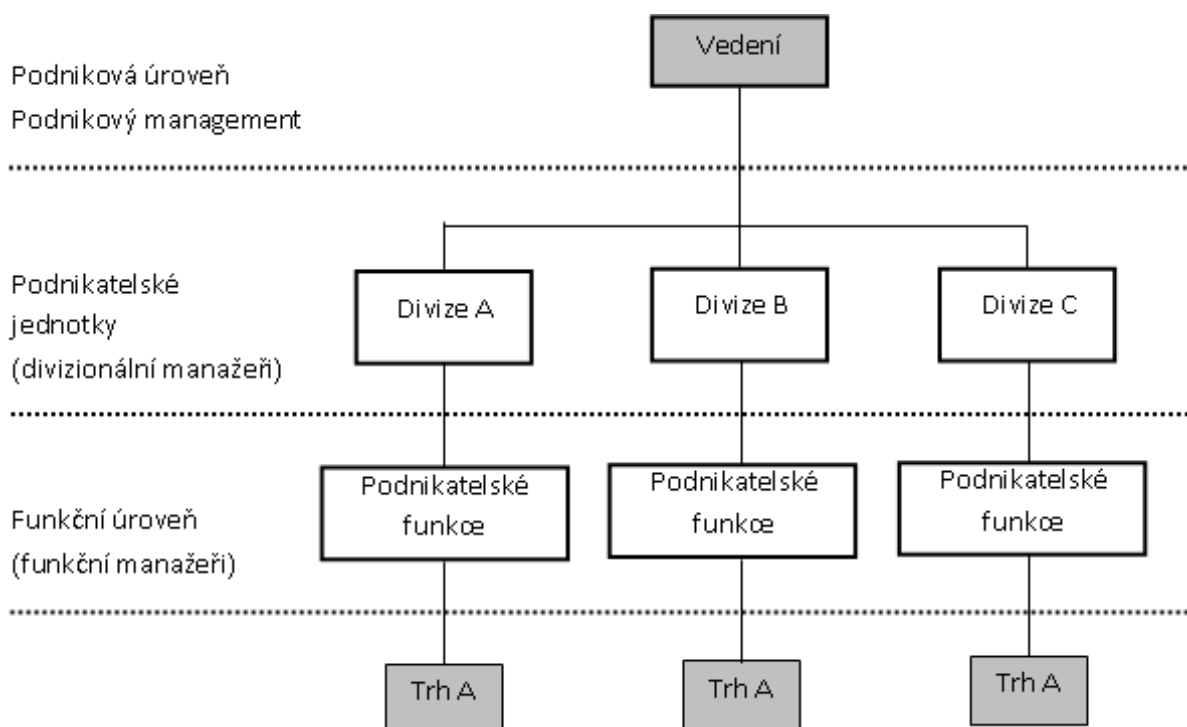 Vedení
Podniková úroveň
Podnikový management
Podnikatelské
jednotky
(divizionální manažeři)
Divize A
Divize B
Divize C
Funkční úroveň
(funkční manažeři)
Podnikatelské
funkce
Podnikatelské
funkce
Podnikatelské
funkce
Trh A
Trh A
Trh A